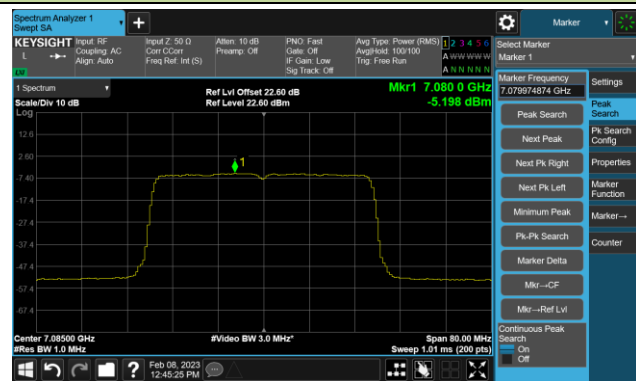 Spectrum Analyzer 1
Swept SA
Marker
KEYSIGHT
L
LW
Input: RF
Coupling: AC
Align: Auto
Input Z: 50 Ω
Corr CCorr
Freq Ref: Int (S)
Atten: 10 dB
Preamp: Off
PNO: Fast
Gate: Off
IF Gain: Low
Sig Track: Off
Avg Type: Power (RMS)
Avg|Hold: 100/100
Trig: Free Run
1 2 3 4 5 6
A W W W W W
A N N N N N
Select Marker
Marker 1
1 Spectrum
Scale/Div 10 dB
Log
Ref Lvl Offset 22.60 dB
Ref Level 22.60 dBm
Mkr1 7.080 0 GHz
-5.198 dBm
12.6
2.60
-7.40
-17.4
-27.4
-37.4
-47.4
-57.4
-67.4
1
Center 7.08500 GHz
#Res BW 1.0 MHz
#Video BW 3.0 MHz*
Span 80.00 MHz
Sweep 1.01 ms (200 pts)
Marker Frequency
7.079974874 GHz
Peak Search
Next Peak
Next Pk Right
Next Pk Left
Minimum Peak
Pk-Pk Search
Marker Delta
Mkr→CF
Mkr→Ref Lvl
Continuous Peak
Search
On
Off
Settings
Peak
Search
Pk Search
Config
Properties
Marker
Function
Marker→
Counter
Feb 08, 2023
12:45:25 PM